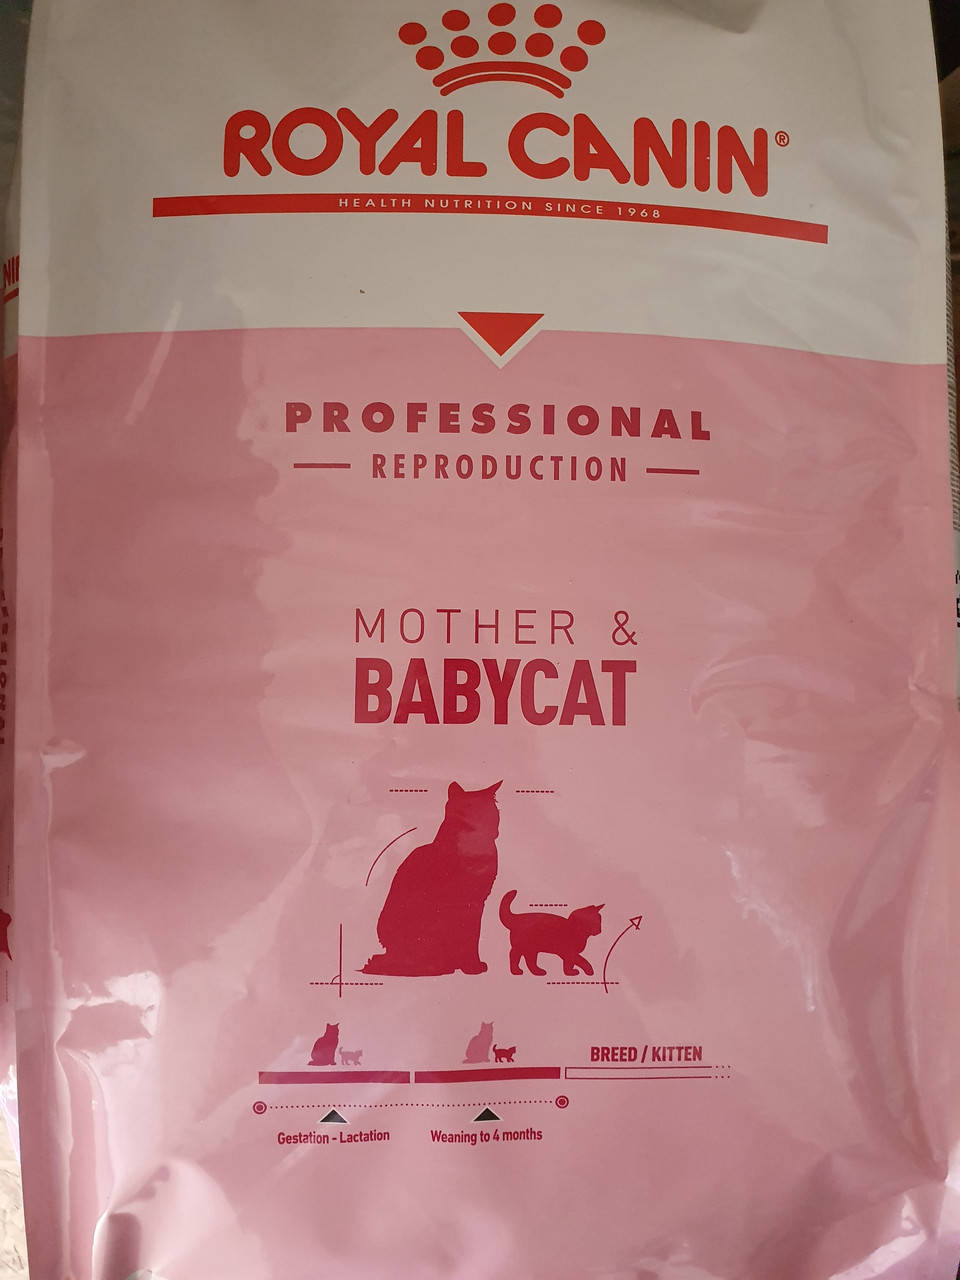 ROYAL CANIN®
HEALTH NUTRITION SINCE 1968
PROFESSIONAL
REPRODUCTION
MOTHER &
BABYCAT
BREED / KITTEN
Gestation - Lactation
Weaning to 4 months